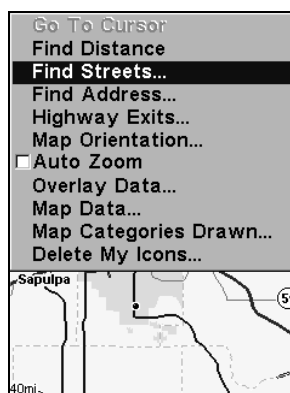 Go To Cursor
Find Distance
Find Streets...
Find Address...
Highway Exits...
Map Orientation...
Auto Zoom
Overlay Data...
Map Data...
Map Categories Drawn...
Delete My Icons...
Sapulpa
40mi